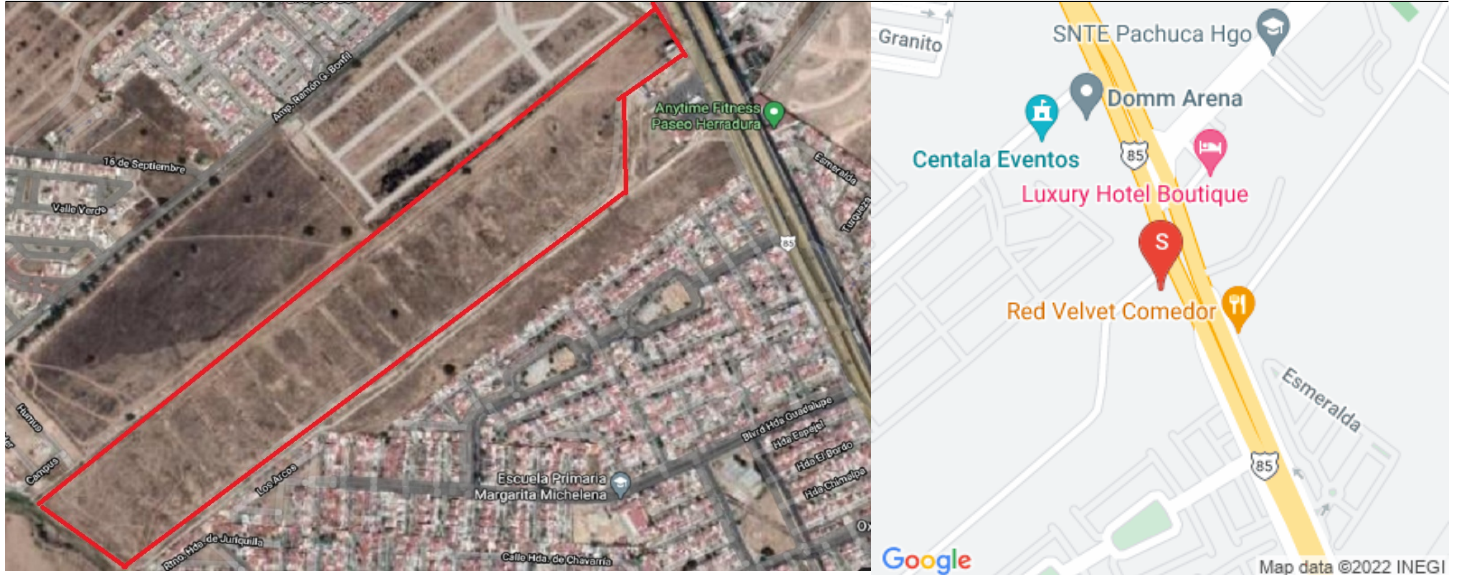 Amp. Ramón G. Bonfil
Anytime Fitness
Paseo Herradura
16 de Septiembre
Valle Verde
Esmeralda
Turqueza
85
Humus
Campus
Los Arcos
Escuela Primaria
Margarita Michelena
Blvrd Hda Guadalupe
Hda Espejel
Hda El Bordo
Hda Chimalpa
Rtno. Hda. de Juriquilla
Calle Hda. de Chavarría
Granito
SNTE Pachuca Hgo
Domm Arena
Centala Eventos
85
Luxury Hotel Boutique
S
Red Velvet Comedor
Esmeralda
85
Google
Map data ©2022 INEGI